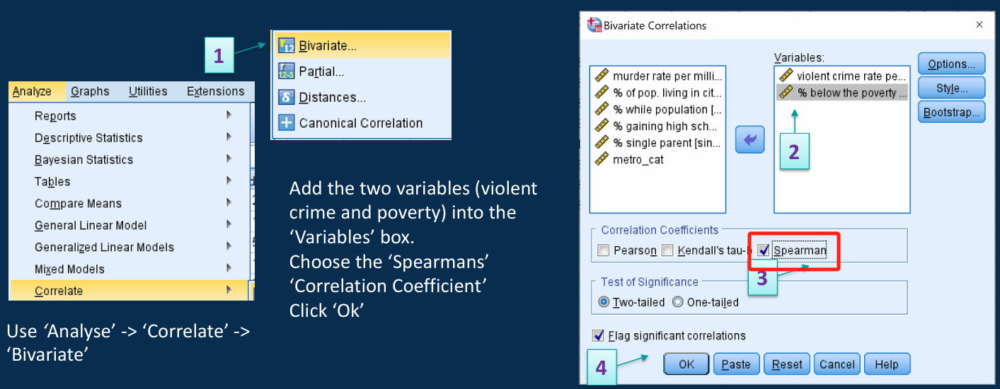 1
Bivariate...
Partial...
Distances...
Canonical Correlation
Analyze Graphs Utilities Extensions
Reports
Descriptive Statistics
Bayesian Statistics
Tables
Compare Means
General Linear Model
Generalized Linear Models
Mixed Models
Correlate
Use ‘Analyse’ -> ‘Correlate’ ->
‘Bivariate’
Add the two variables (violent
crime and poverty) into the
‘Variables’ box.
Choose the ‘Spearmans’
‘Correlation Coefficient’
Click ‘Ok’
Bivariate Correlations
murder rate per milli...
% of pop. living in cit...
% while population [...
% gaining high sch...
% single parent [sin...
metro_cat
Variables:
violent crime rate pe...
% below the poverty ...
2
Options...
Style...
Bootstrap...
Correlation Coefficients
Pearson Kendall's tau-b Spearman
3
Test of Significance
Two-tailed One-tailed
Flag significant correlations
4
OK Paste Reset Cancel Help